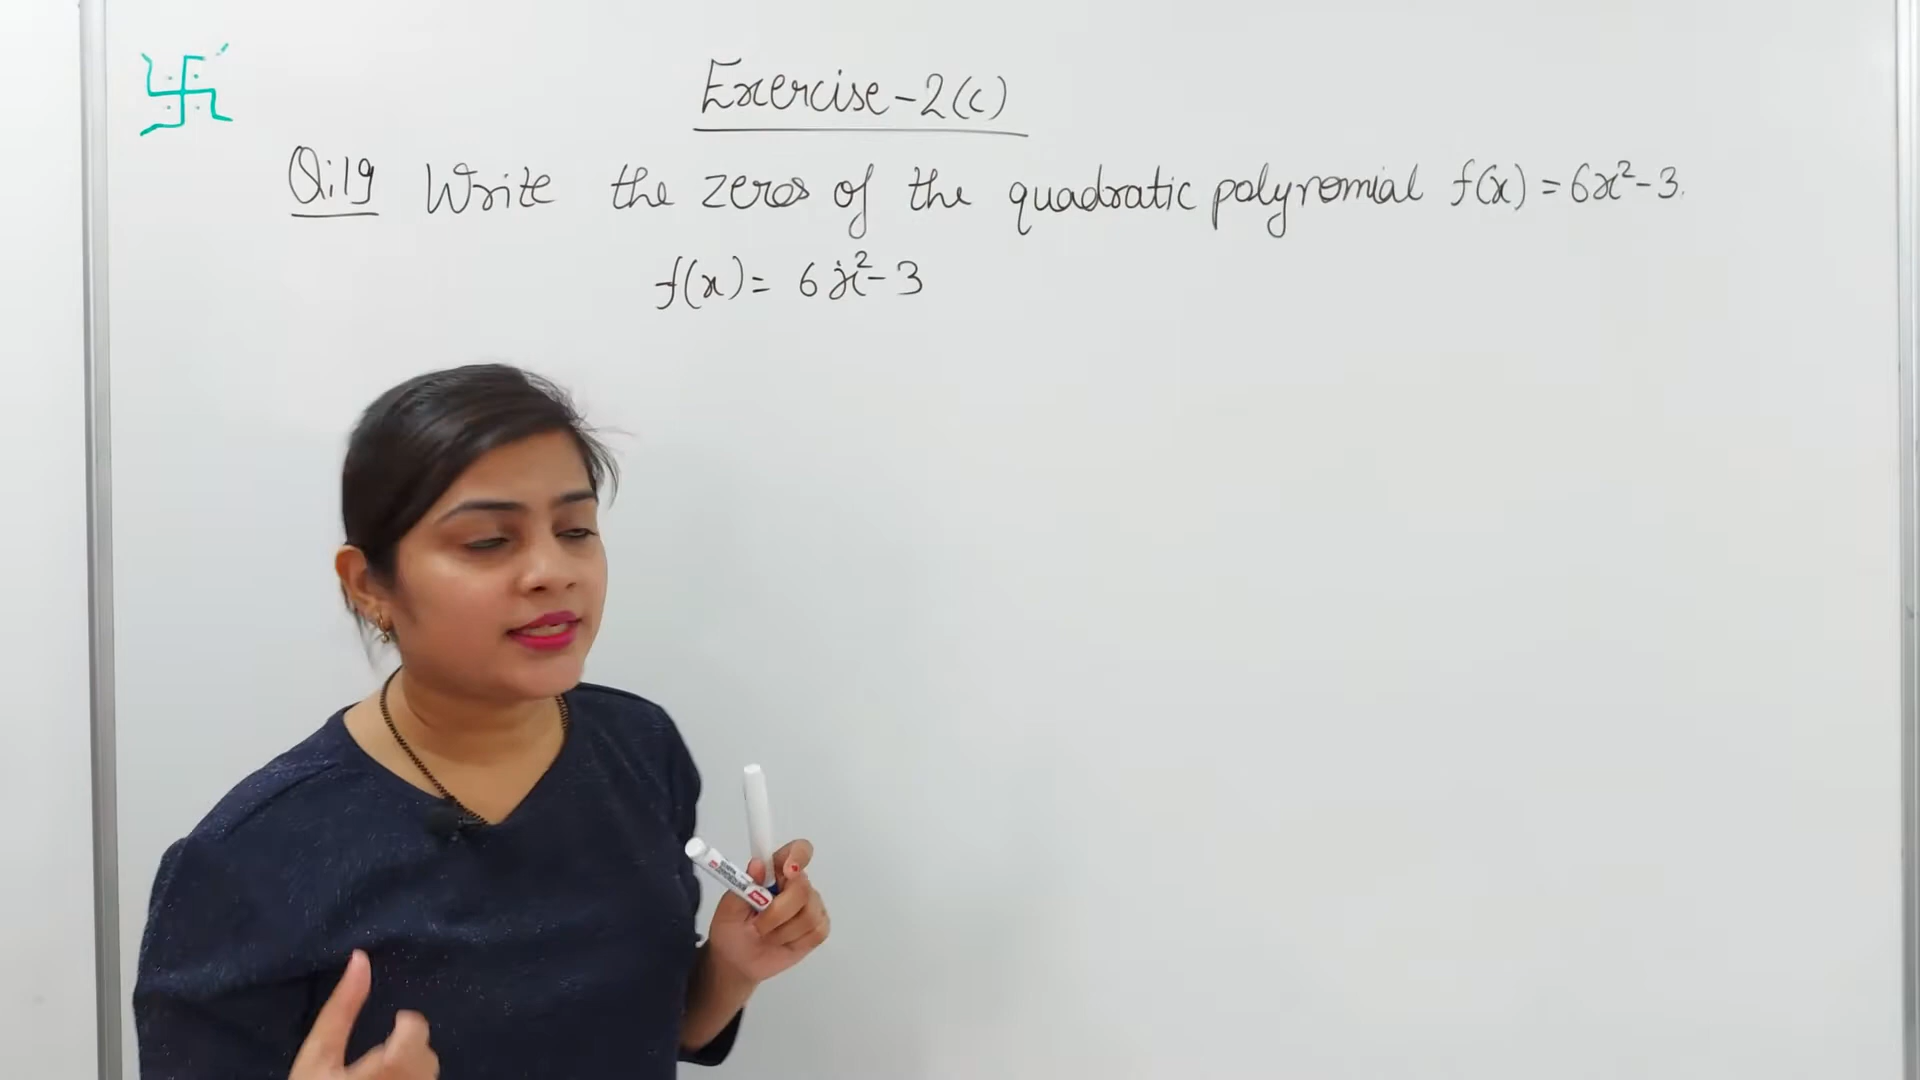 Exercise-2(c)
Q:19 Write the zeros of the quadratic polynomial f(x) = 6x²-3.
f(x) = 6x²-3